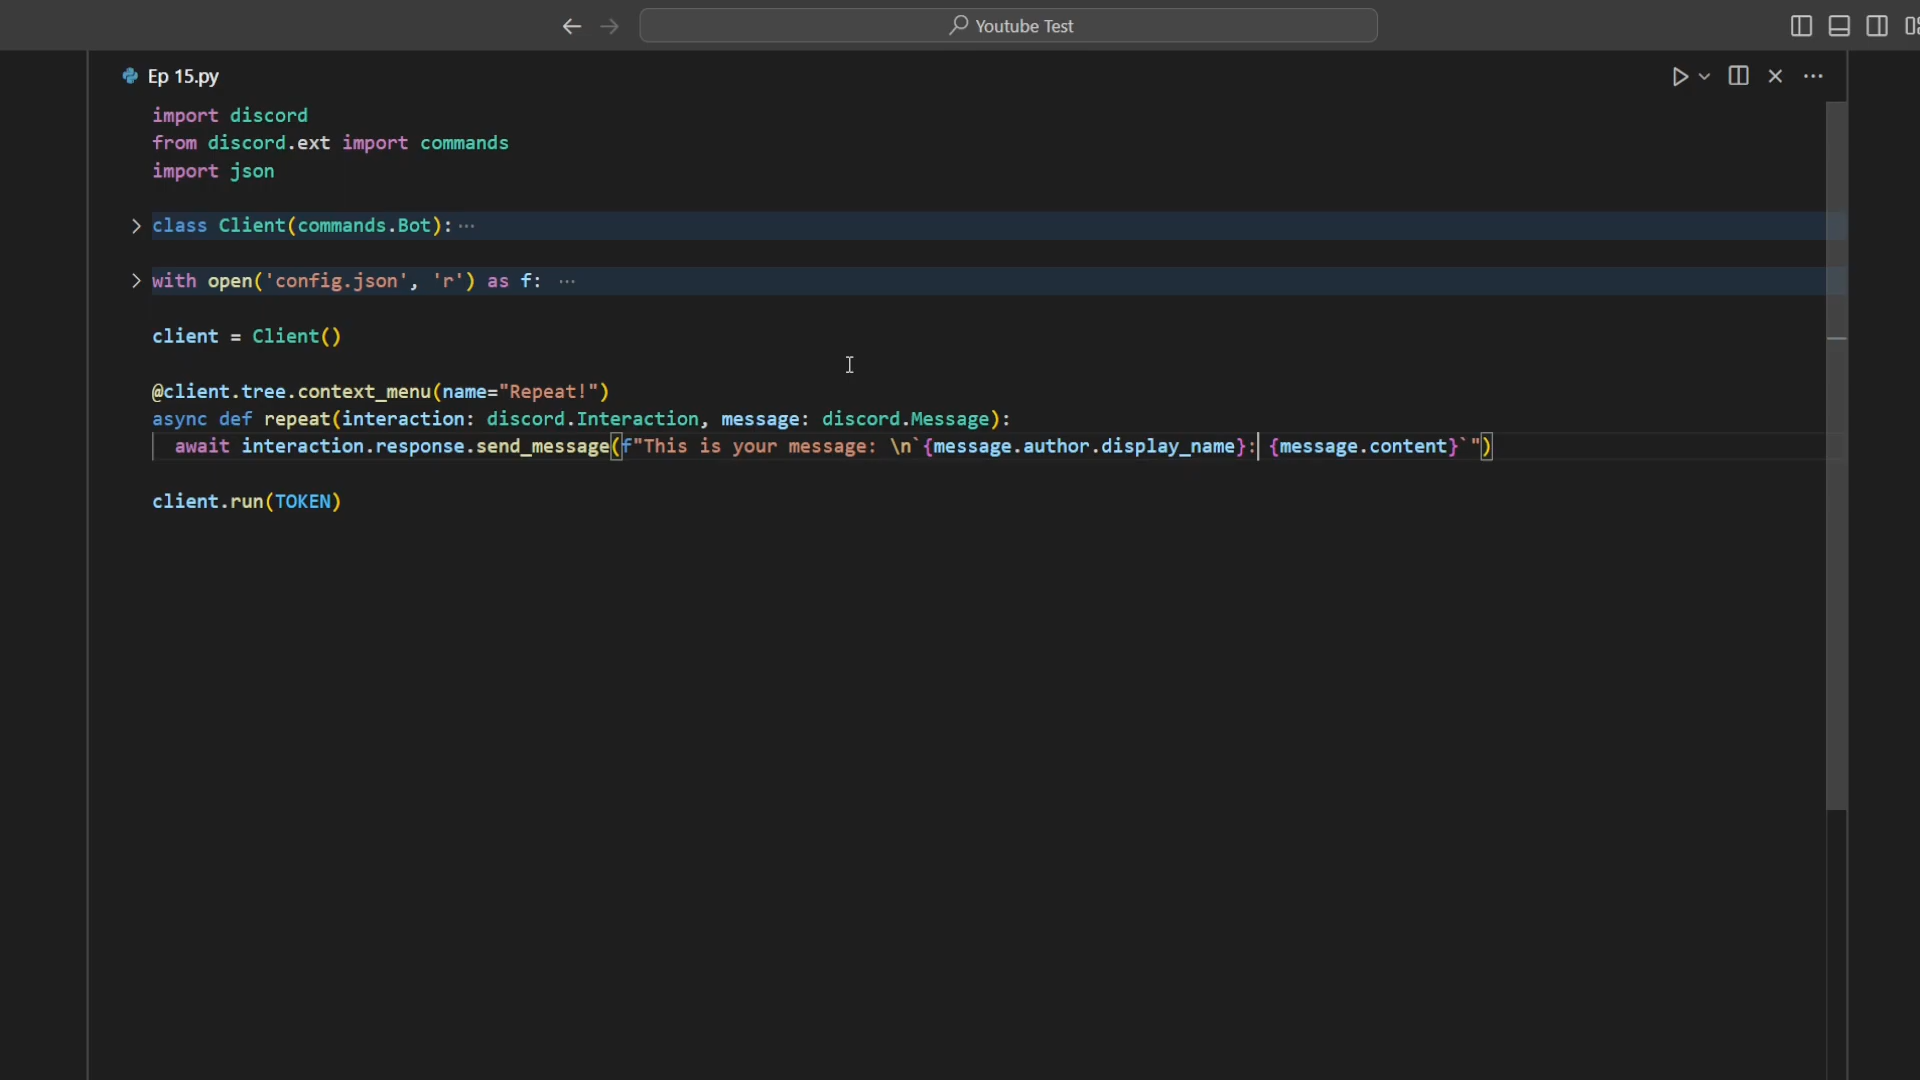 Youtube Test
Ep 15.py
import discord
from discord.ext import commands
import json
class Client(commands.Bot):···
with open('config.json', 'r') as f: ···
client = Client()
@client.tree.context_menu(name="Repeat!")
async def repeat(interaction: discord.Interaction, message: discord.Message):
  await interaction.response.send_message(f"This is your message: \n`{message.author.display_name}: {message.content}`")
client.run(TOKEN)